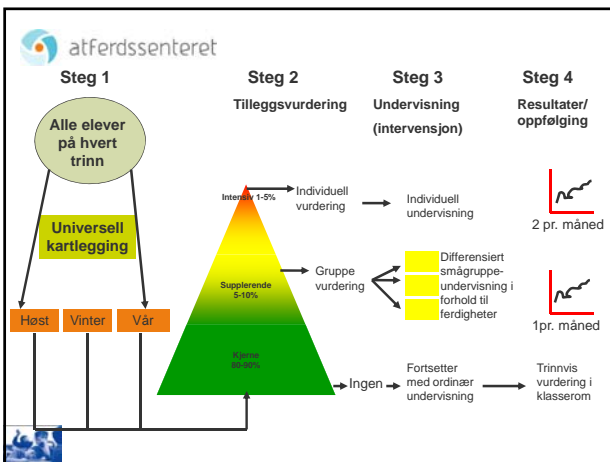 atferdssenteret
Steg 1
Steg 2
Steg 3
Steg 4
Tilleggsvurdering
Undervisning
(intervensjon)
Resultater/
oppfølging
Alle elever
på hvert
trinn
Universell
kartlegging
Høst
Vinter
Vår
Intensiv 1-5%
Individuell
vurdering
Individuell
undervisning
2 pr. måned
Supplerende
5-10%
Gruppe
vurdering
Differensiert
smågruppe-
undervisning i
forhold til
ferdigheter
1pr. måned
Kjerne
80-90%
Ingen
Fortsetter
med ordinær
undervisning
Trinnvis
vurdering i
klasserom